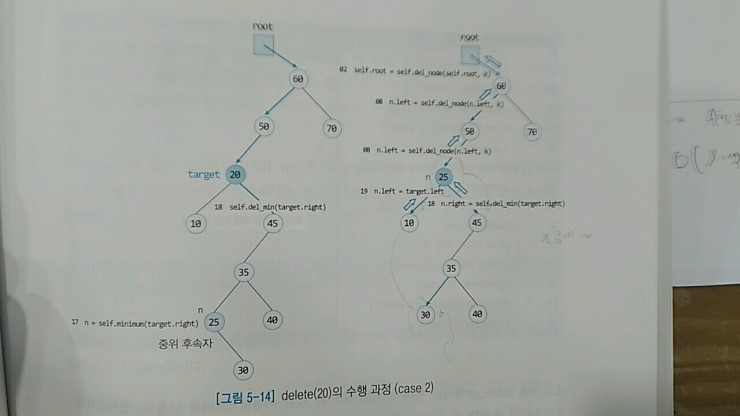 root
60
50
70
target 20
18 self.del_min(target.right)
10
45
35
n
17 n = self.minimum(target.right) 25
40
중위 후속자
30
root
02 self.root = self.del_node(self.root, k)
60
08 n.left = self.del_node(n.left, k)
50
70
08 n.left = self.del_node(n.left, k)
n 25
19 n.left = target.left
18 n.right = self.del_min(target.right)
10
45
35
30
40
[그림 5-14] delete(20)의 수행 과정 (case 2)